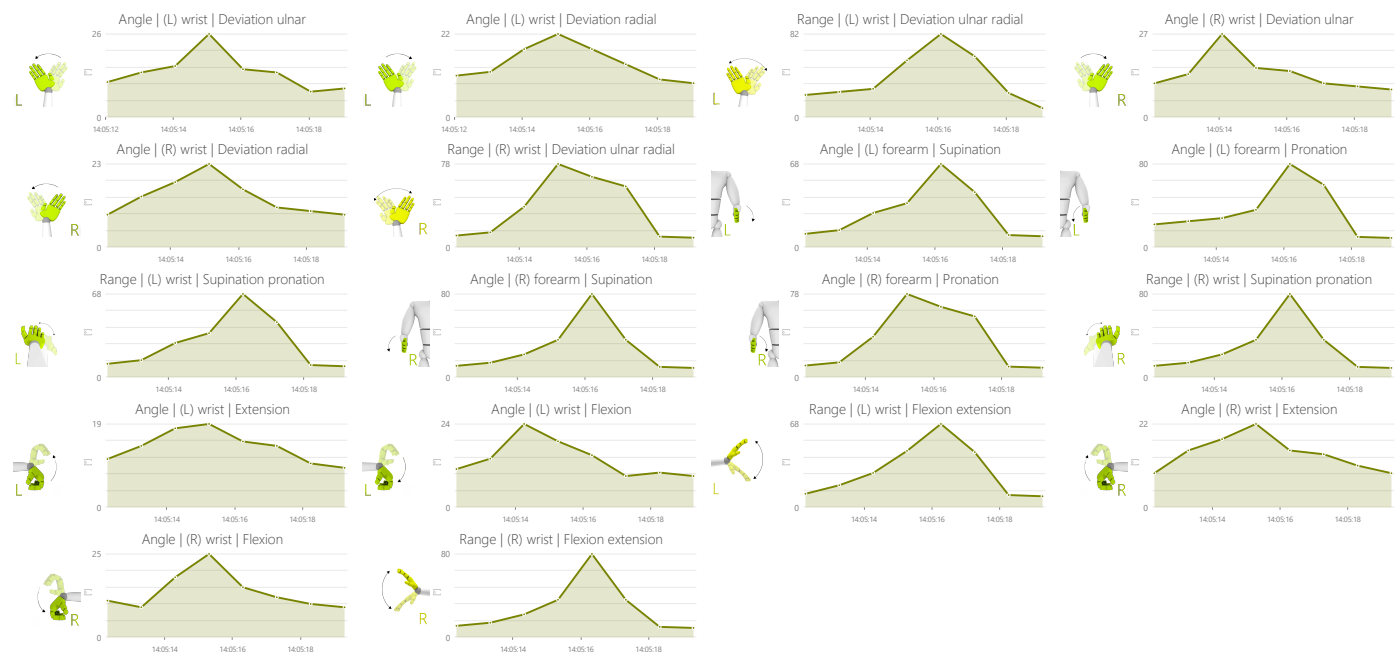 Angle | (L) wrist | Deviation ulnar
26
0
L
14:05:12 14:05:14 14:05:16 14:05:18
Angle | (L) wrist | Deviation radial
22
0
L
14:05:12 14:05:14 14:05:16 14:05:18
Range | (L) wrist | Deviation ulnar radial
82
0
L
14:05:14 14:05:16 14:05:18
Angle | (R) wrist | Deviation ulnar
27
0
R
14:05:14 14:05:16 14:05:18
Angle | (R) wrist | Deviation radial
23
0
R
14:05:14 14:05:16 14:05:18
Range | (R) wrist | Deviation ulnar radial
78
0
R
14:05:14 14:05:16 14:05:18
Angle | (L) forearm | Supination
68
0
L
14:05:14 14:05:16 14:05:18
Angle | (L) forearm | Pronation
80
0
L
14:05:14 14:05:16 14:05:18
Range | (L) wrist | Supination pronation
68
0
L
14:05:14 14:05:16 14:05:18
Angle | (R) forearm | Supination
80
0
R
14:05:14 14:05:16 14:05:18
Angle | (R) forearm | Pronation
78
0
R
14:05:14 14:05:16 14:05:18
Range | (R) wrist | Supination pronation
80
0
R
14:05:14 14:05:16 14:05:18
Angle | (L) wrist | Extension
19
0
L
14:05:14 14:05:16 14:05:18
Angle | (L) wrist | Flexion
24
0
L
14:05:14 14:05:16 14:05:18
Range | (L) wrist | Flexion extension
68
0
L
14:05:14 14:05:16 14:05:18
Angle | (R) wrist | Extension
22
0
R
14:05:14 14:05:16 14:05:18
Angle | (R) wrist | Flexion
25
0
R
14:05:14 14:05:16 14:05:18
Range | (R) wrist | Flexion extension
80
0
R
14:05:14 14:05:16 14:05:18